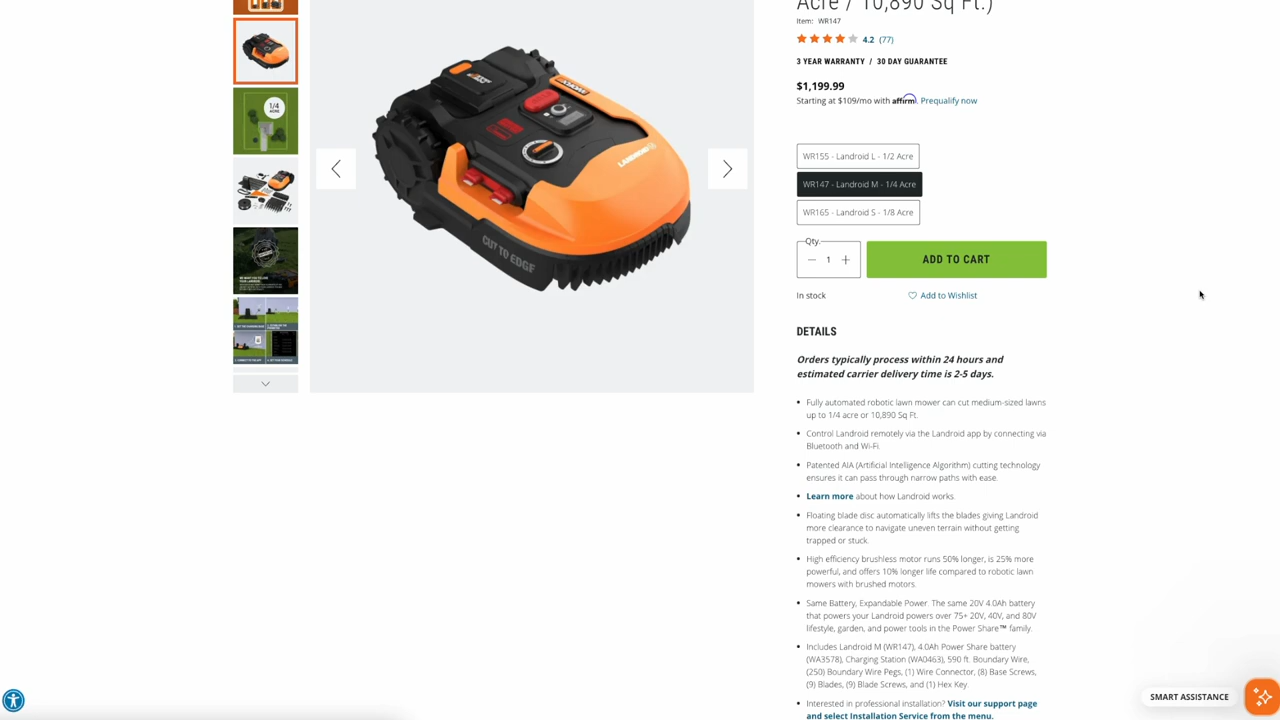 Acre / 10,890 Sq Ft.)
Item: WR147
4.2 (77)
3 YEAR WARRANTY / 30 DAY GUARANTEE
$1,199.99
Starting at $109/mo with affirm. Prequalify now
1/4
ACRE
WORX
LANDROID
CUT TO EDGE
WR155 - Landroid L - 1/2 Acre
WR147 - Landroid M - 1/4 Acre
WR165 - Landroid S - 1/8 Acre
Qty.
1
ADD TO CART
In stock
Add to Wishlist
DETAILS
Orders typically process within 24 hours and
estimated carrier delivery time is 2-5 days.
Fully automated robotic lawn mower can cut medium-sized lawns
up to 1/4 acre or 10,890 Sq Ft.
Control Landroid remotely via the Landroid app by connecting via
Bluetooth and Wi-Fi.
Patented AIA (Artificial Intelligence Algorithm) cutting technology
ensures it can pass through narrow paths with ease.
Learn more about how Landroid works.
Floating blade disc automatically lifts the blades giving Landroid
more clearance to navigate uneven terrain without getting
trapped or stuck.
High efficiency brushless motor runs 50% longer, is 25% more
powerful, and offers 10% longer life compared to robotic lawn
mowers with brushed motors.
Same Battery, Expandable Power. The same 20V 4.0Ah battery
that powers your Landroid powers over 75+ 20V, 40V, and 80V
lifestyle, garden, and power tools in the Power Share™ family.
Includes Landroid M (WR147), 4.0Ah Power Share battery
(WA3578), Charging Station (WA0463), 590 ft. Boundary Wire,
(250) Boundary Wire Pegs, (1) Wire Connector, (8) Base Screws,
(9) Blades, (9) Blade Screws, and (1) Hex Key.
Interested in professional installation? Visit our support page
and select Installation Service from the menu.
SMART ASSISTANCE